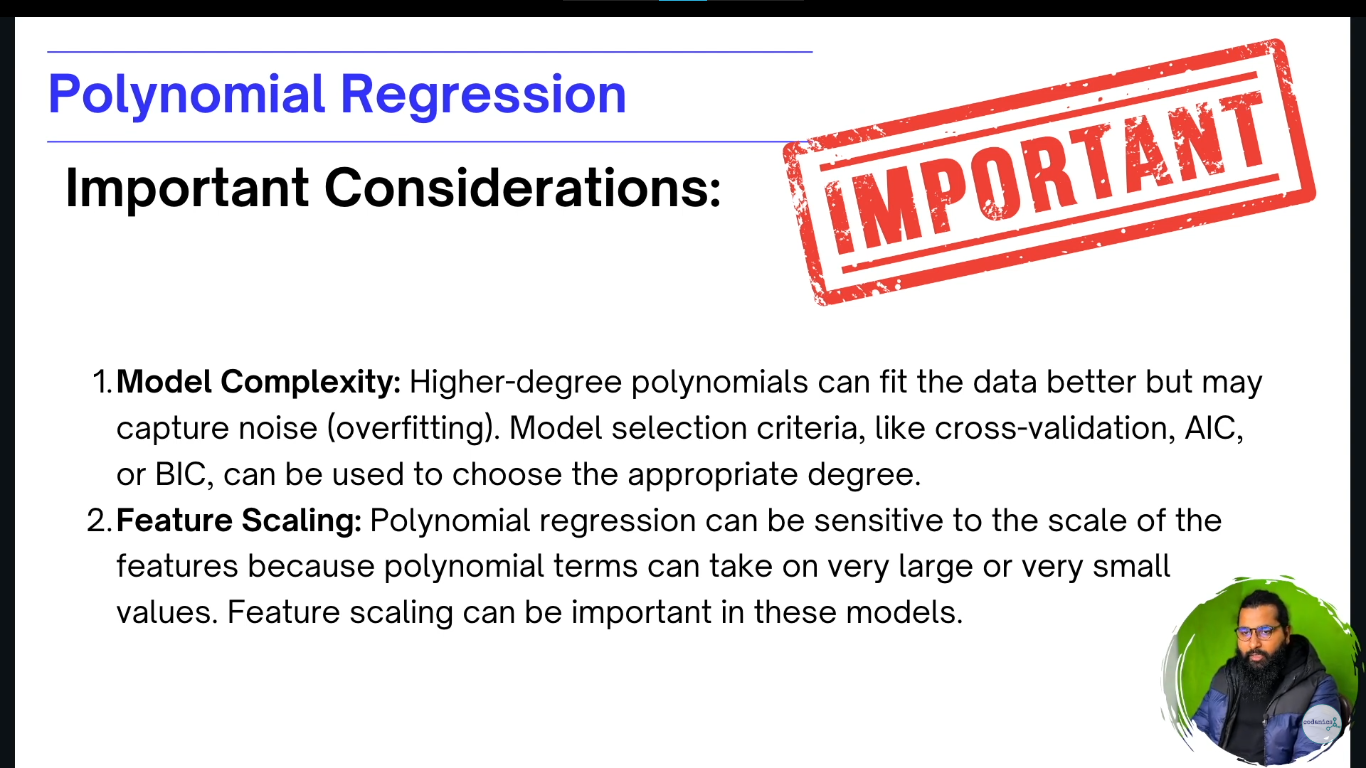 Polynomial Regression
Important Considerations:
IMPORTANT
1. Model Complexity: Higher-degree polynomials can fit the data better but may
capture noise (overfitting). Model selection criteria, like cross-validation, AIC,
or BIC, can be used to choose the appropriate degree.
2. Feature Scaling: Polynomial regression can be sensitive to the scale of the
features because polynomial terms can take on very large or very small
values. Feature scaling can be important in these models.
codanics